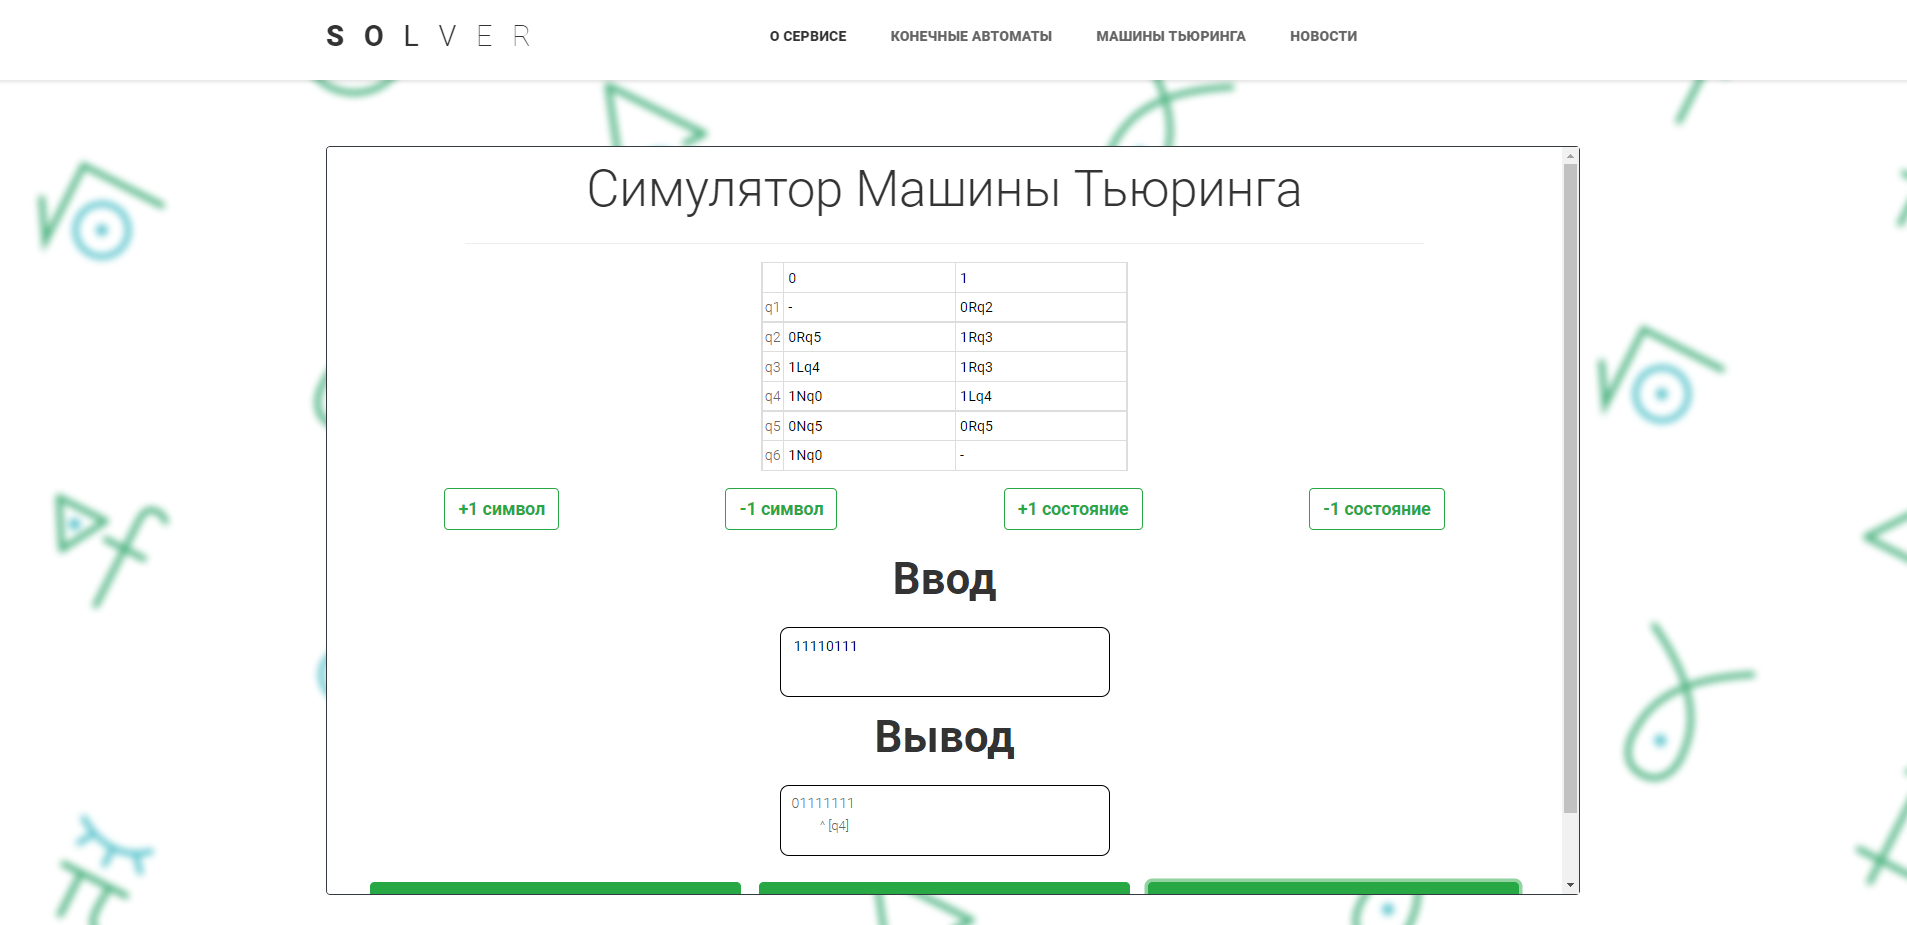 SOLVER
О СЕРВИСЕ
КОНЕЧНЫЕ АВТОМАТЫ
МАШИНЫ ТЬЮРИНГА
НОВОСТИ
Симулятор Машины Тьюринга
0 1
q1 - 0Rq2
q2 0Rq5 1Rq3
q3 1Lq4 1Rq3
q4 1Nq0 1Lq4
q5 0Nq5 0Rq5
q6 1Nq0 -
+1 символ
-1 символ
+1 состояние
-1 состояние
Ввод
11110111
Вывод
01111111
^ [q4]